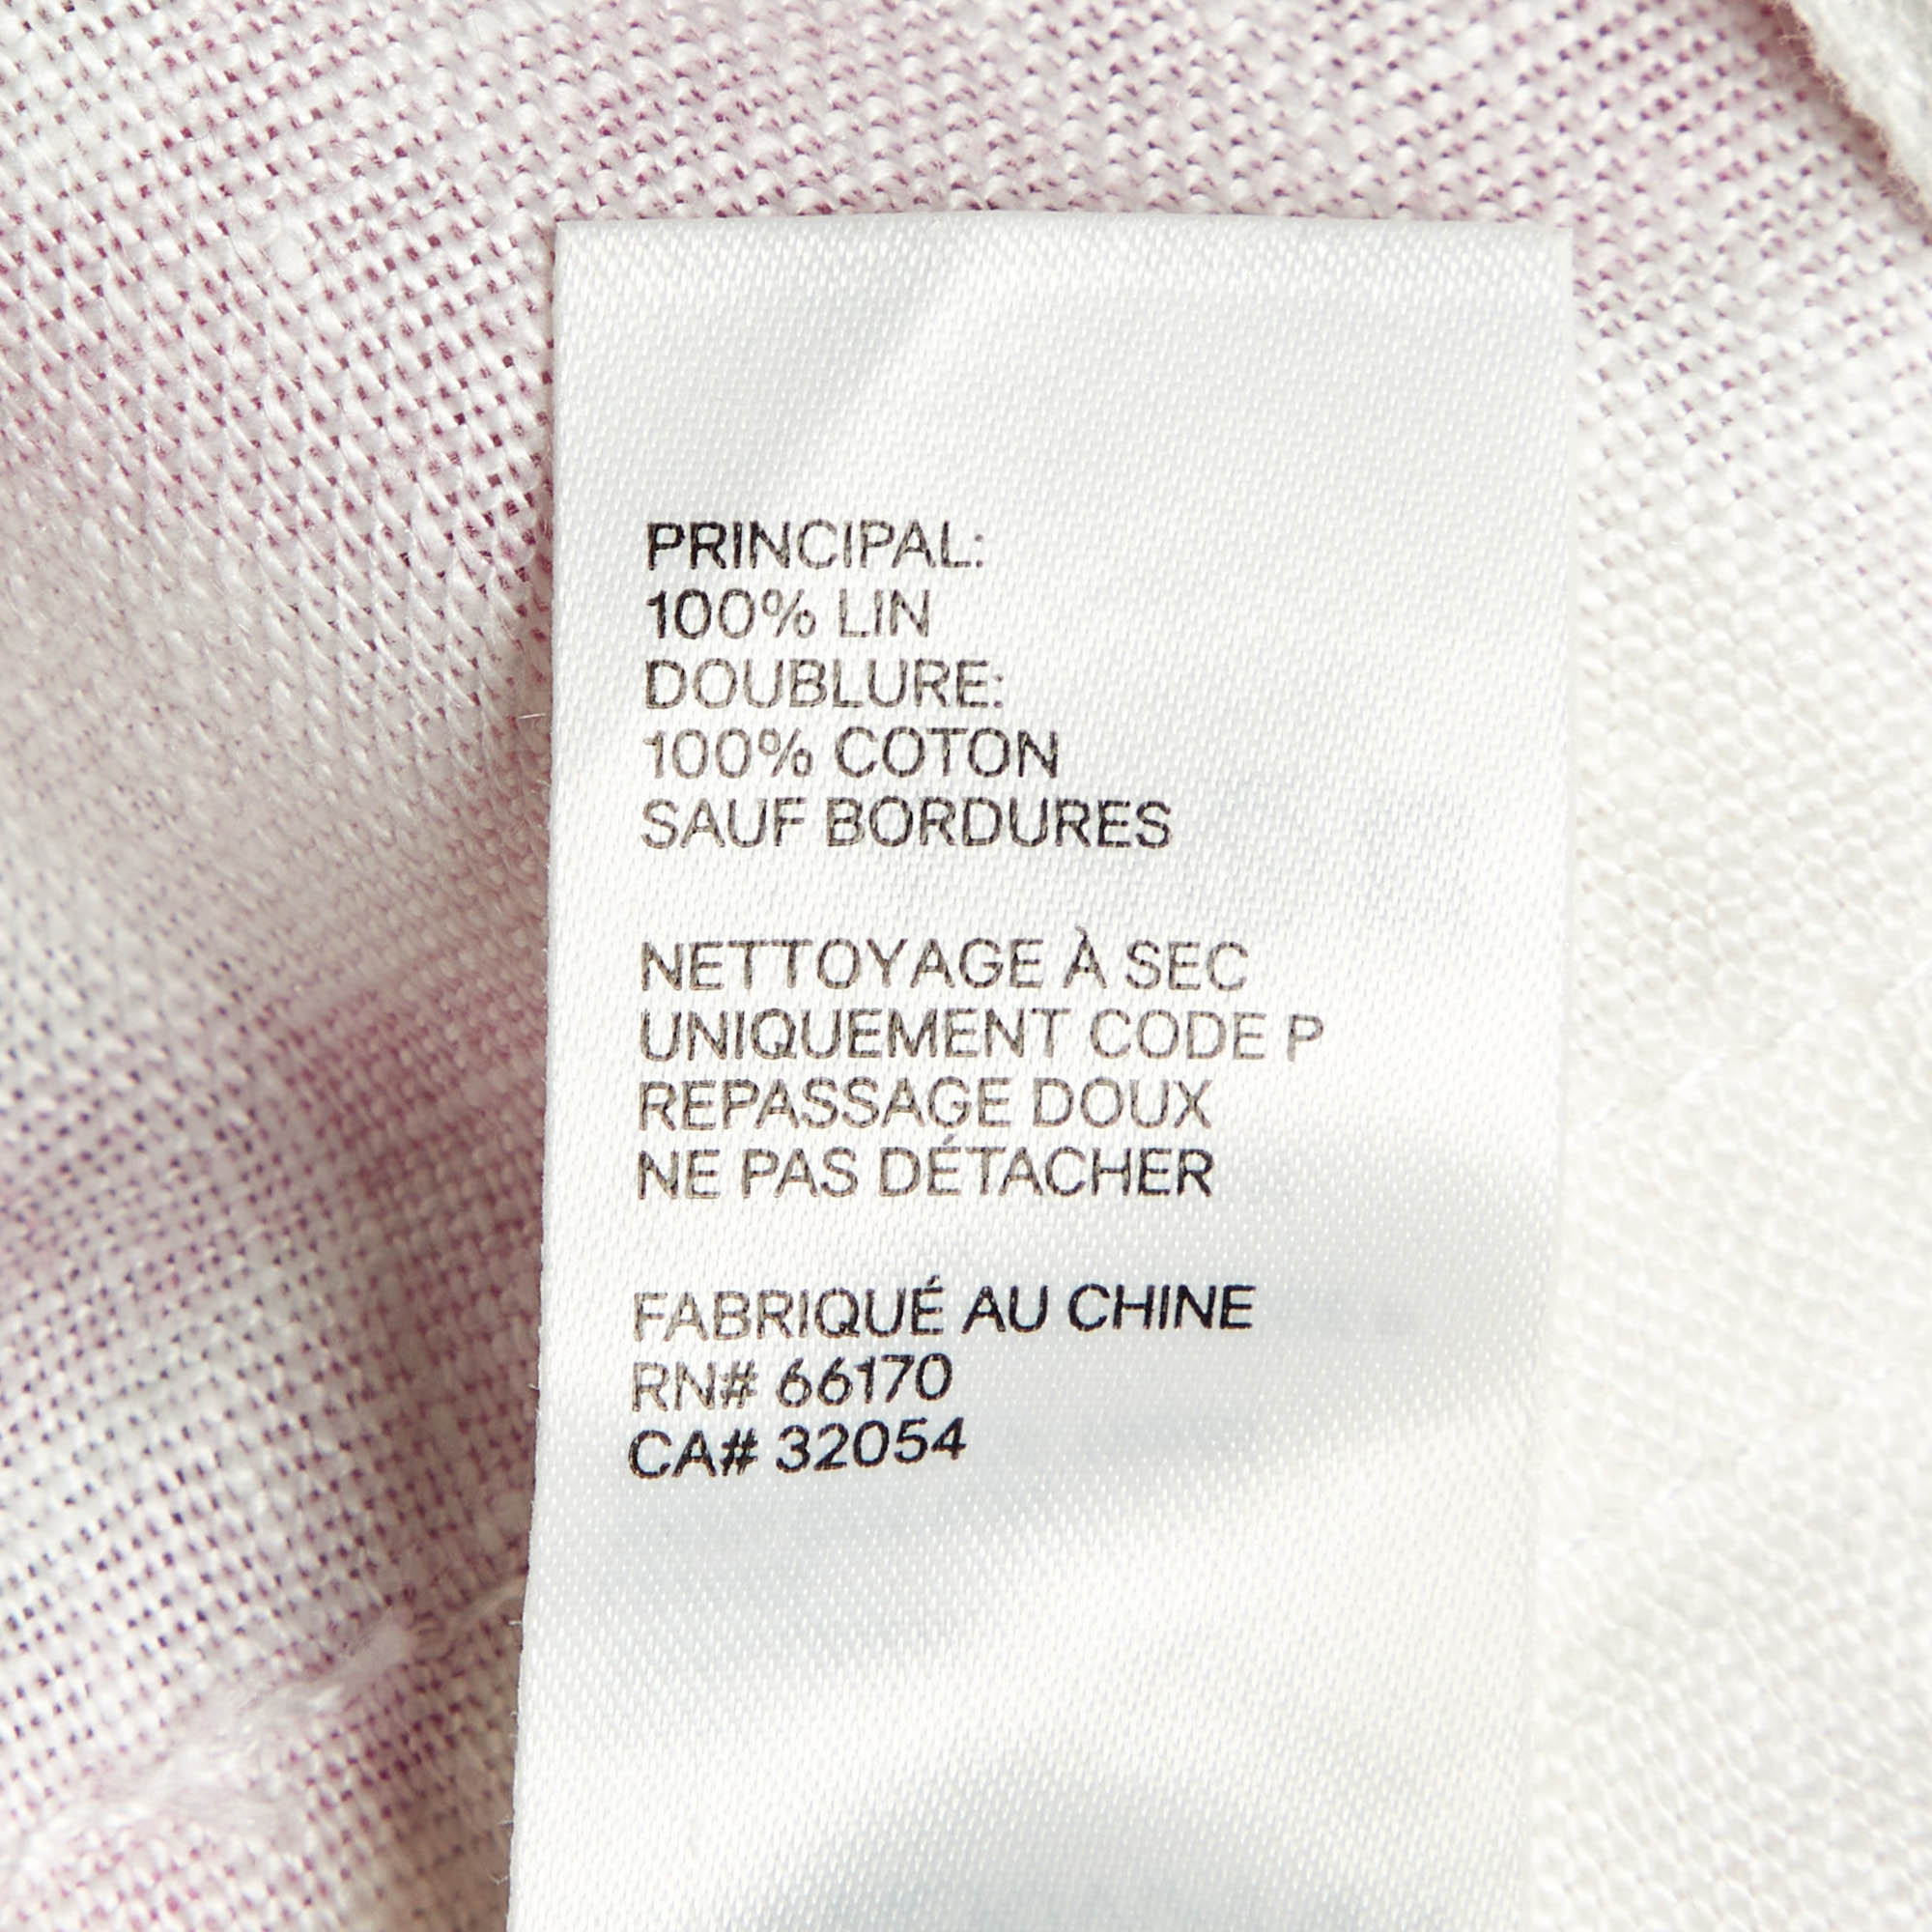 PRINCIPAL:
100% LIN
DOUBLURE:
100% COTON
SAUF BORDURES
NETTOYAGE À SEC
UNIQUEMENT CODE P
REPASSAGE DOUX
NE PAS DÉTACHER
FABRIQUÉ AU CHINE
RN# 66170
CA# 32054